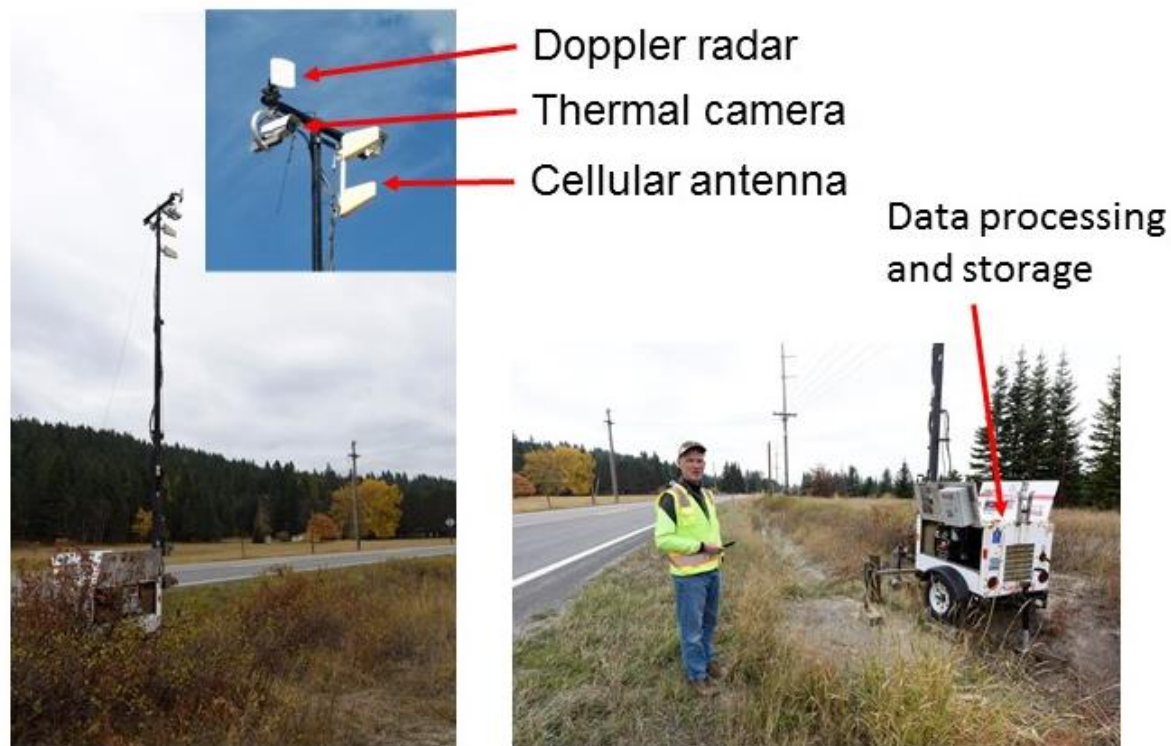 Doppler radar
Thermal camera
Cellular antenna
Data processing
and storage